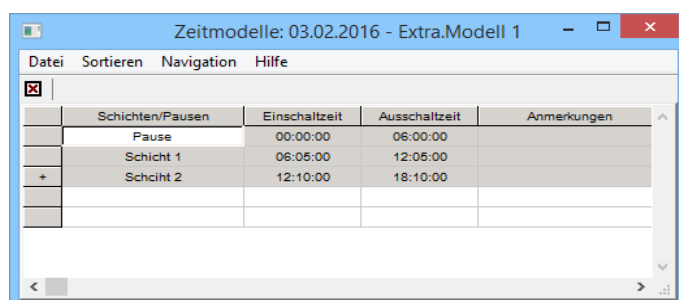 Zeitmodelle: 03.02.2016 - Extra.Modell 1
Datei Sortieren Navigation Hilfe
Schichten/Pausen Einschaltzeit Ausschaltzeit Anmerkungen
Pause 00:00:00 06:00:00
Schicht 1 06:05:00 12:05:00
+ Schciht 2 12:10:00 18:10:00